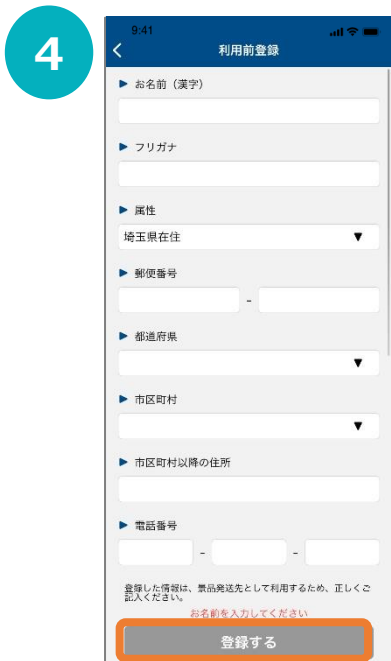 4
9:41
利用前登録
▶ お名前（漢字）
▶ フリガナ
▶ 属性
埼玉県在住 ▼
▶ 郵便番号
-
▶ 都道府県
▼
▶ 市区町村
▼
▶ 市区町村以降の住所
▶ 電話番号
- -
登録した情報は、景品発送先として利用するため、正しくご
記入ください。
お名前を入力してください
登録する